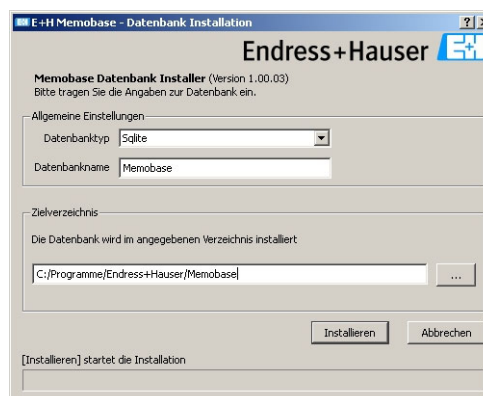 E+H Memobase - Datenbank Installation
Endress+Hauser E+H
Memobase Datenbank Installer (Version 1.00.03)
Bitte tragen Sie die Angaben zur Datenbank ein.
Allgemeine Einstellungen
Datenbanktyp Sqlite
Datenbankname Memobase
Zielverzeichnis
Die Datenbank wird im angegebenen Verzeichnis installiert
C:/Programme/Endress+Hauser/Memobase
...
Installieren Abbrechen
[Installieren] startet die Installation